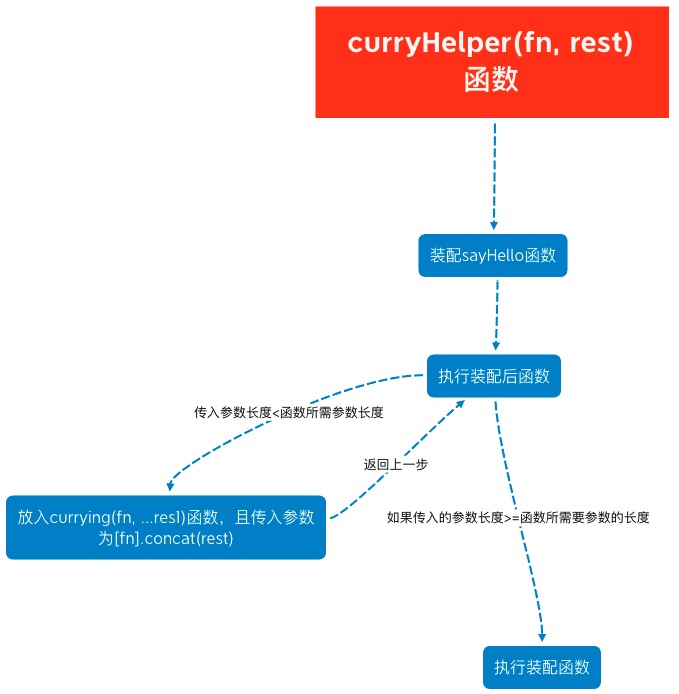 curryHelper(fn, rest)
函数
装配sayHello函数
执行装配后函数
传入参数长度<函数所需参数长度
返回上一步
放入currying(fn, ...res1)函数，且传入参数
为[fn].concat(rest)
如果传入的参数长度>=函数所需要参数的长度
执行装配函数